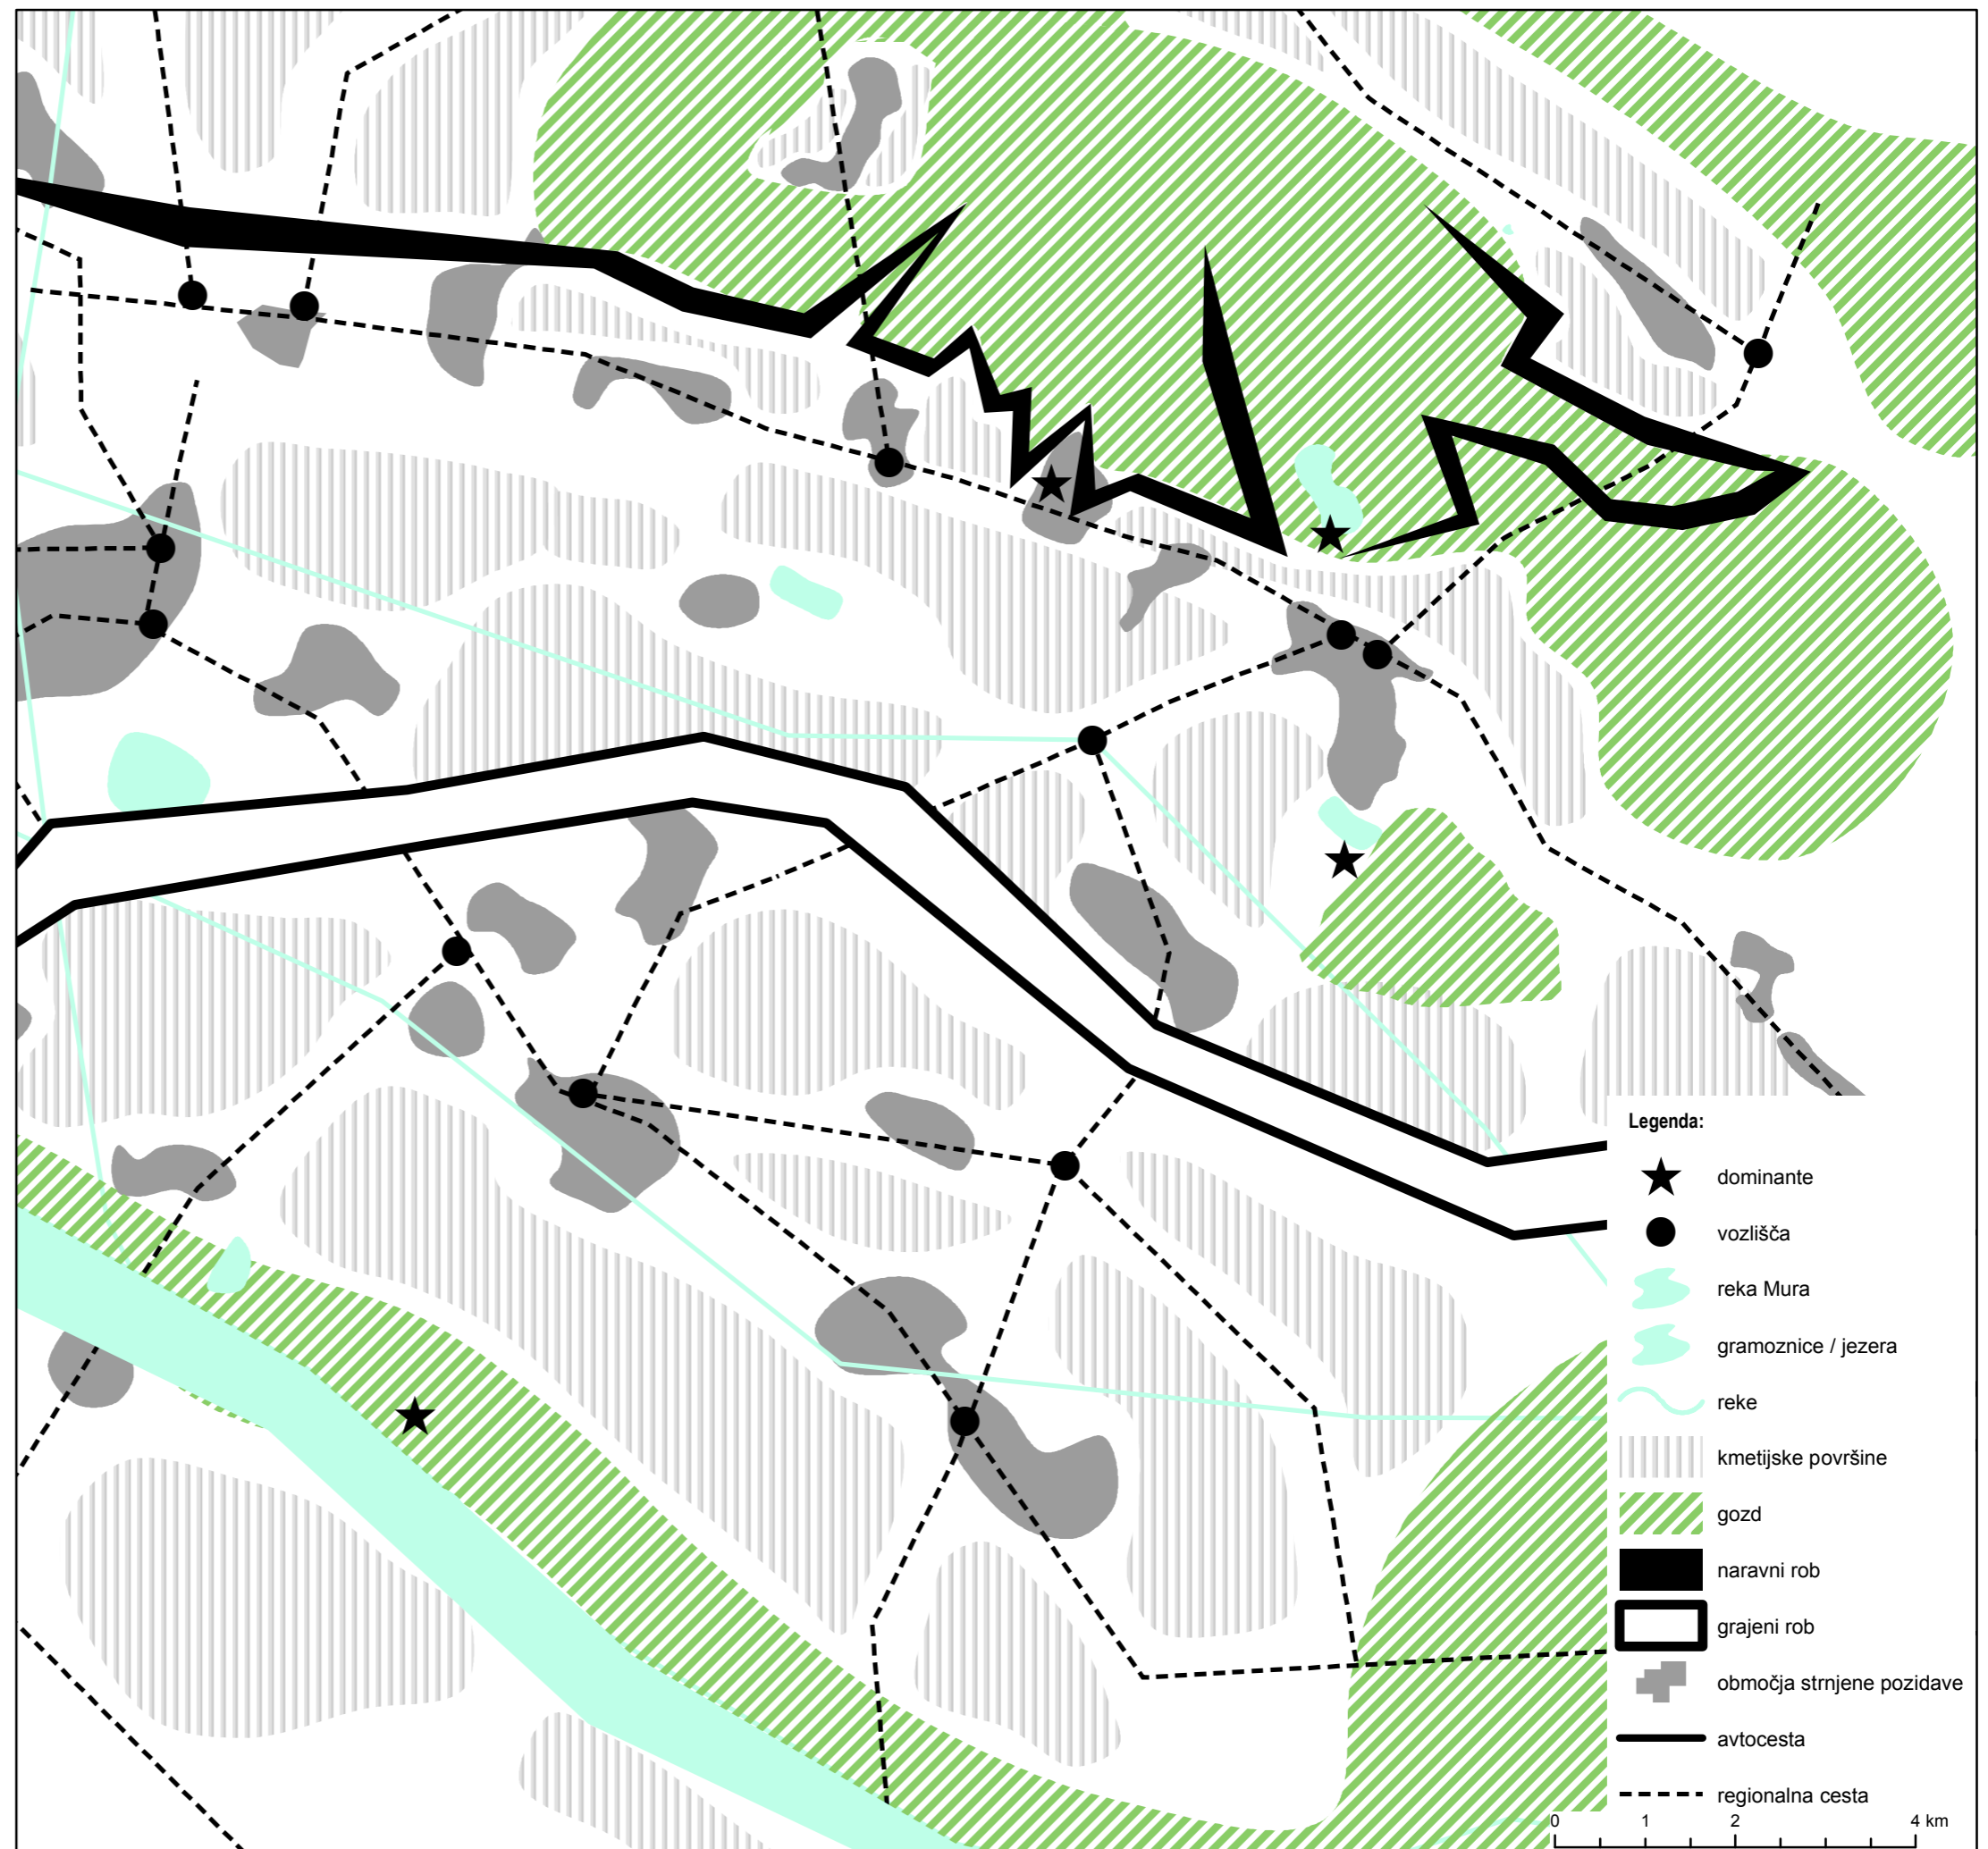 Legenda:
dominante
vozlišča
reka Mura
gramoznice / jezera
reke
kmetijske površine
gozd
naravni rob
grajeni rob
območja strnjene pozidave
avtocesta
regionalna cesta
0 1 2 4 km